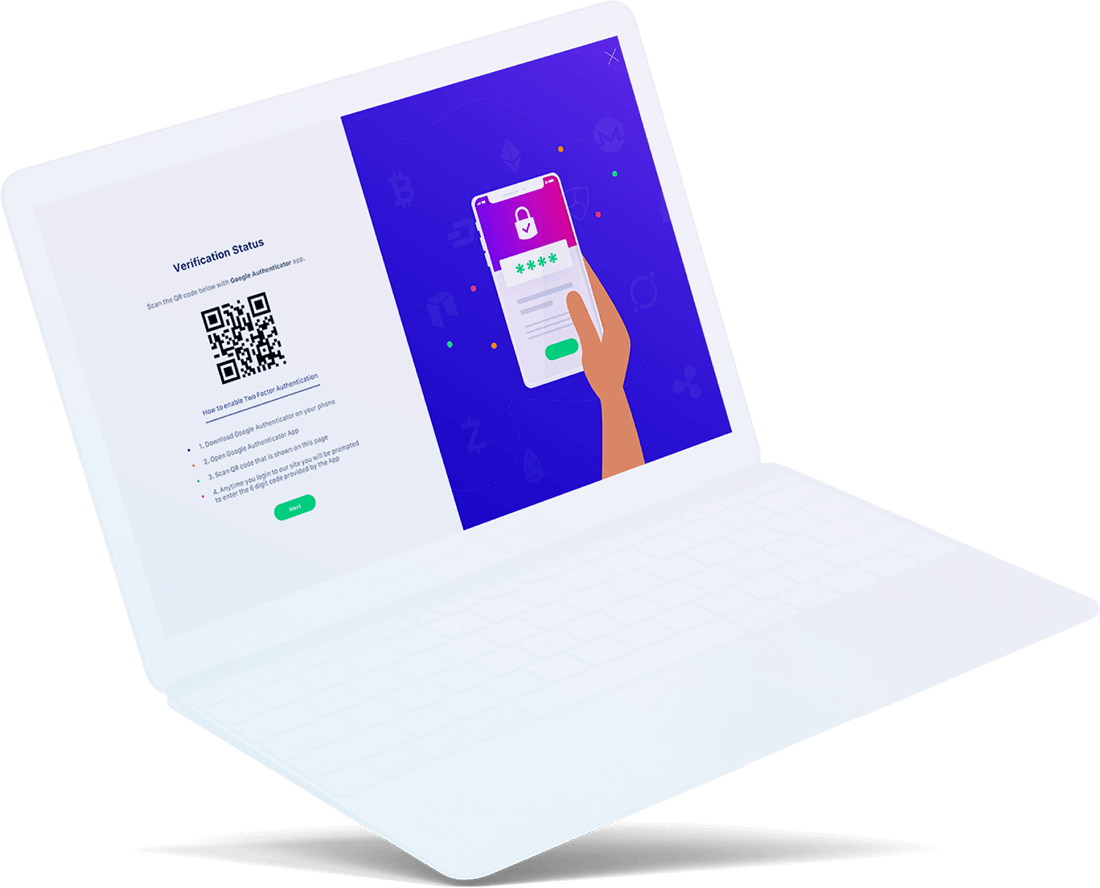 Verification Status
Scan the QR code below with Google Authenticator app.
How to enable Two Factor Authentication
1. Download Google Authenticator on your phone
2. Open Google Authenticator App
3. Scan QR code that is shown on this page
4. Anytime you login to our site you will be prompted
to enter the 6 digit code provided by the App
Next
****